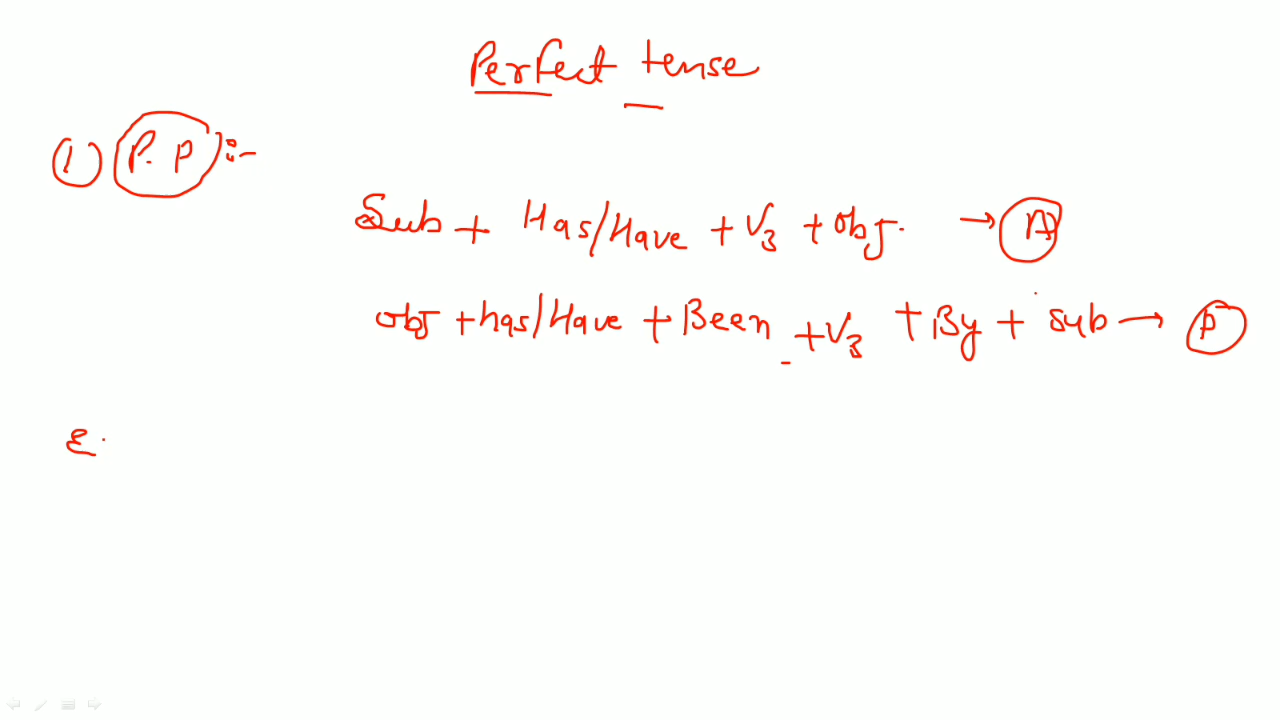 Perfect tense
1) P. P :-
Sub + Has/Have + V3 + obj. → A
obj + has/Have + Been + V3 + By + sub → P
E.